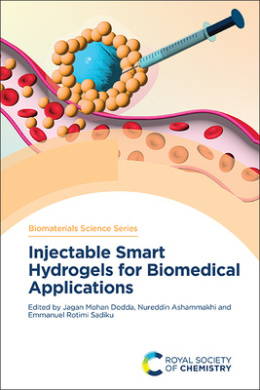 Biomaterials Science Series
Injectable Smart
Hydrogels for Biomedical
Applications
Edited by Jagan Mohan Dodda, Nureddin Ashammakhi and
Emmanuel Rotimi Sadiku
ROYAL SOCIETY
OF CHEMISTRY